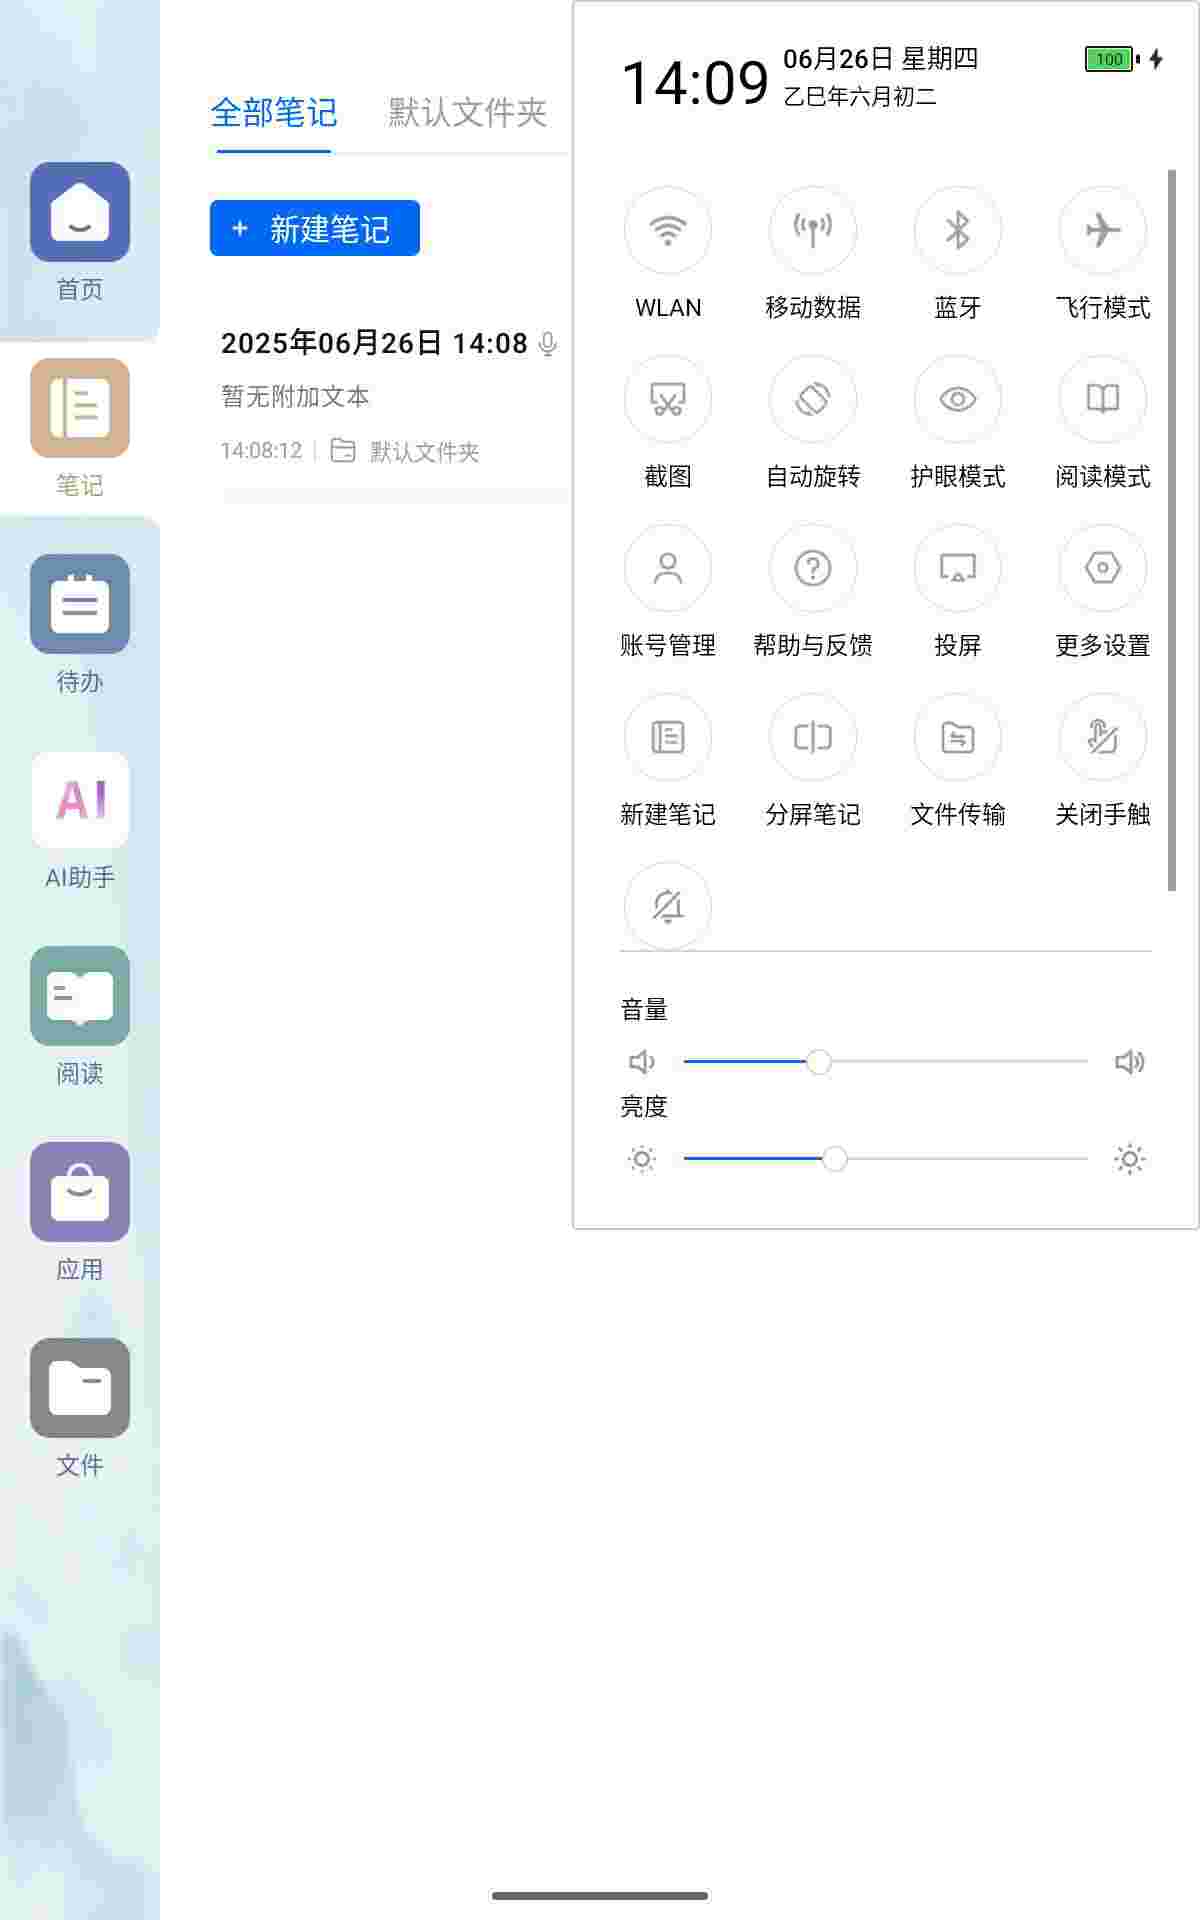 14:09
06月26日 星期四
乙巳年六月初二
100
全部笔记
默认文件夹
+ 新建笔记
2025年06月26日 14:08
暂无附加文本
14:08:12
默认文件夹
首页
笔记
待办
AI
AI助手
阅读
应用
文件
WLAN
移动数据
蓝牙
飞行模式
截图
自动旋转
护眼模式
阅读模式
账号管理
帮助与反馈
投屏
更多设置
新建笔记
分屏笔记
文件传输
关闭手触
音量
亮度